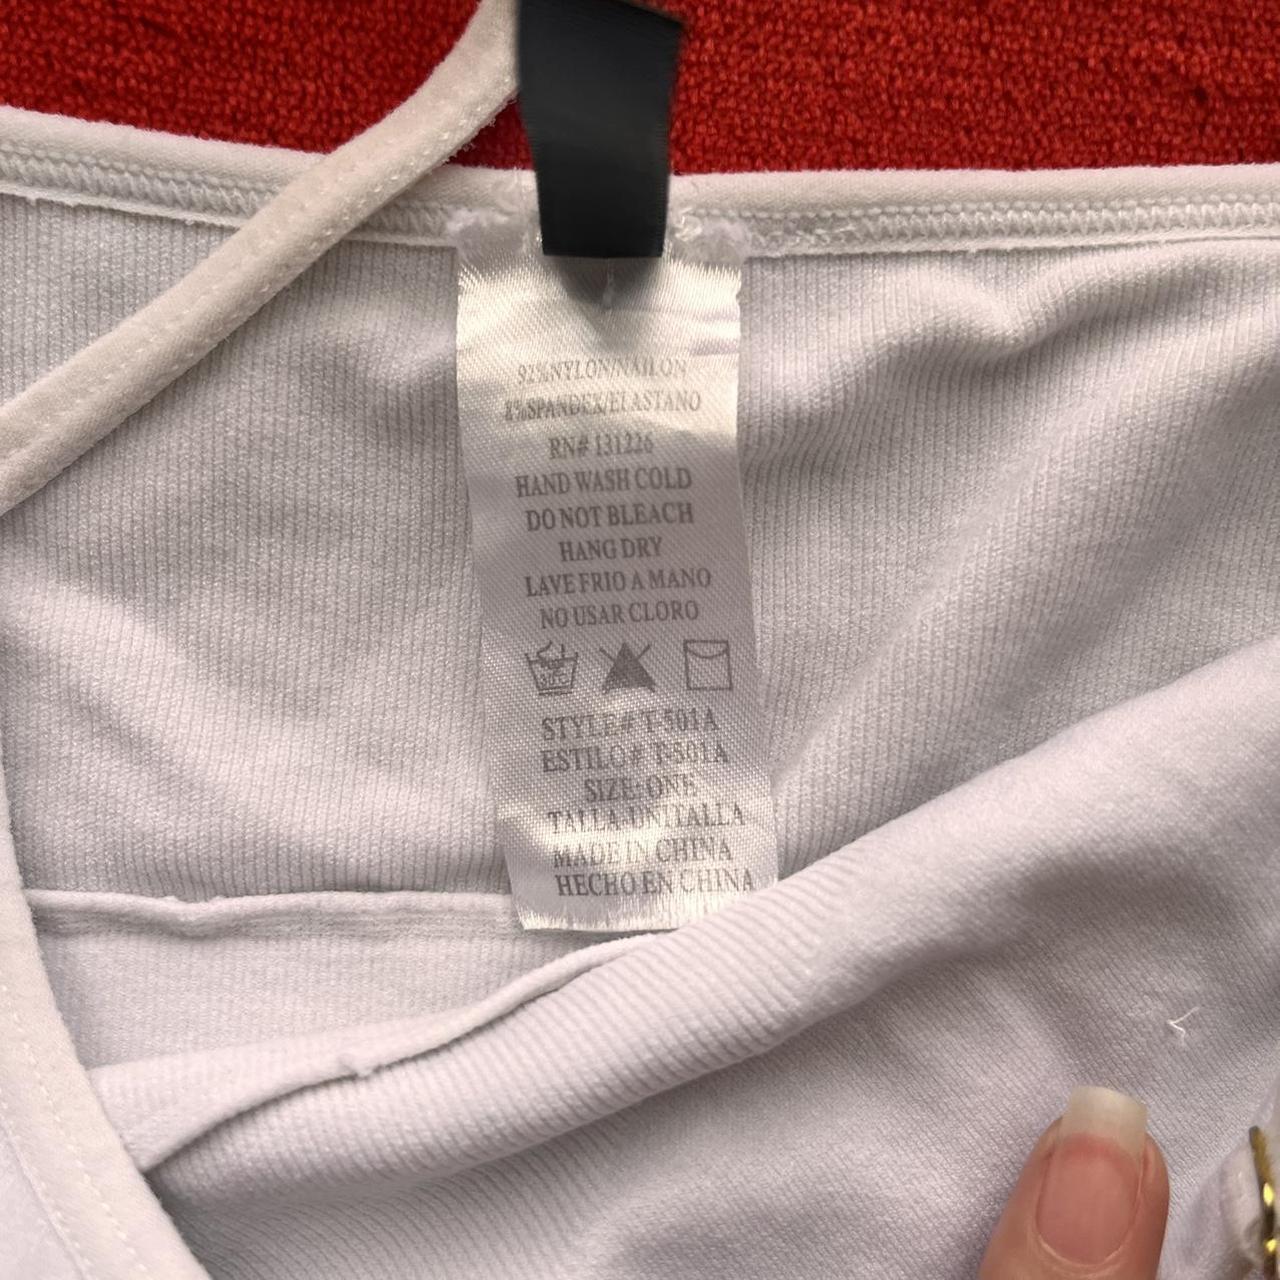 92%NYLON/NAILON
8%SPANDEX/ELASTANO
RN# 131226
HAND WASH COLD
DO NOT BLEACH
HANG DRY
LAVE FRIO A MANO
NO USAR CLORO
STYLE# T-501A
ESTILO# T-501A
SIZE: ONE
TALLA-UNITALLA
MADE IN CHINA
HECHO EN CHINA